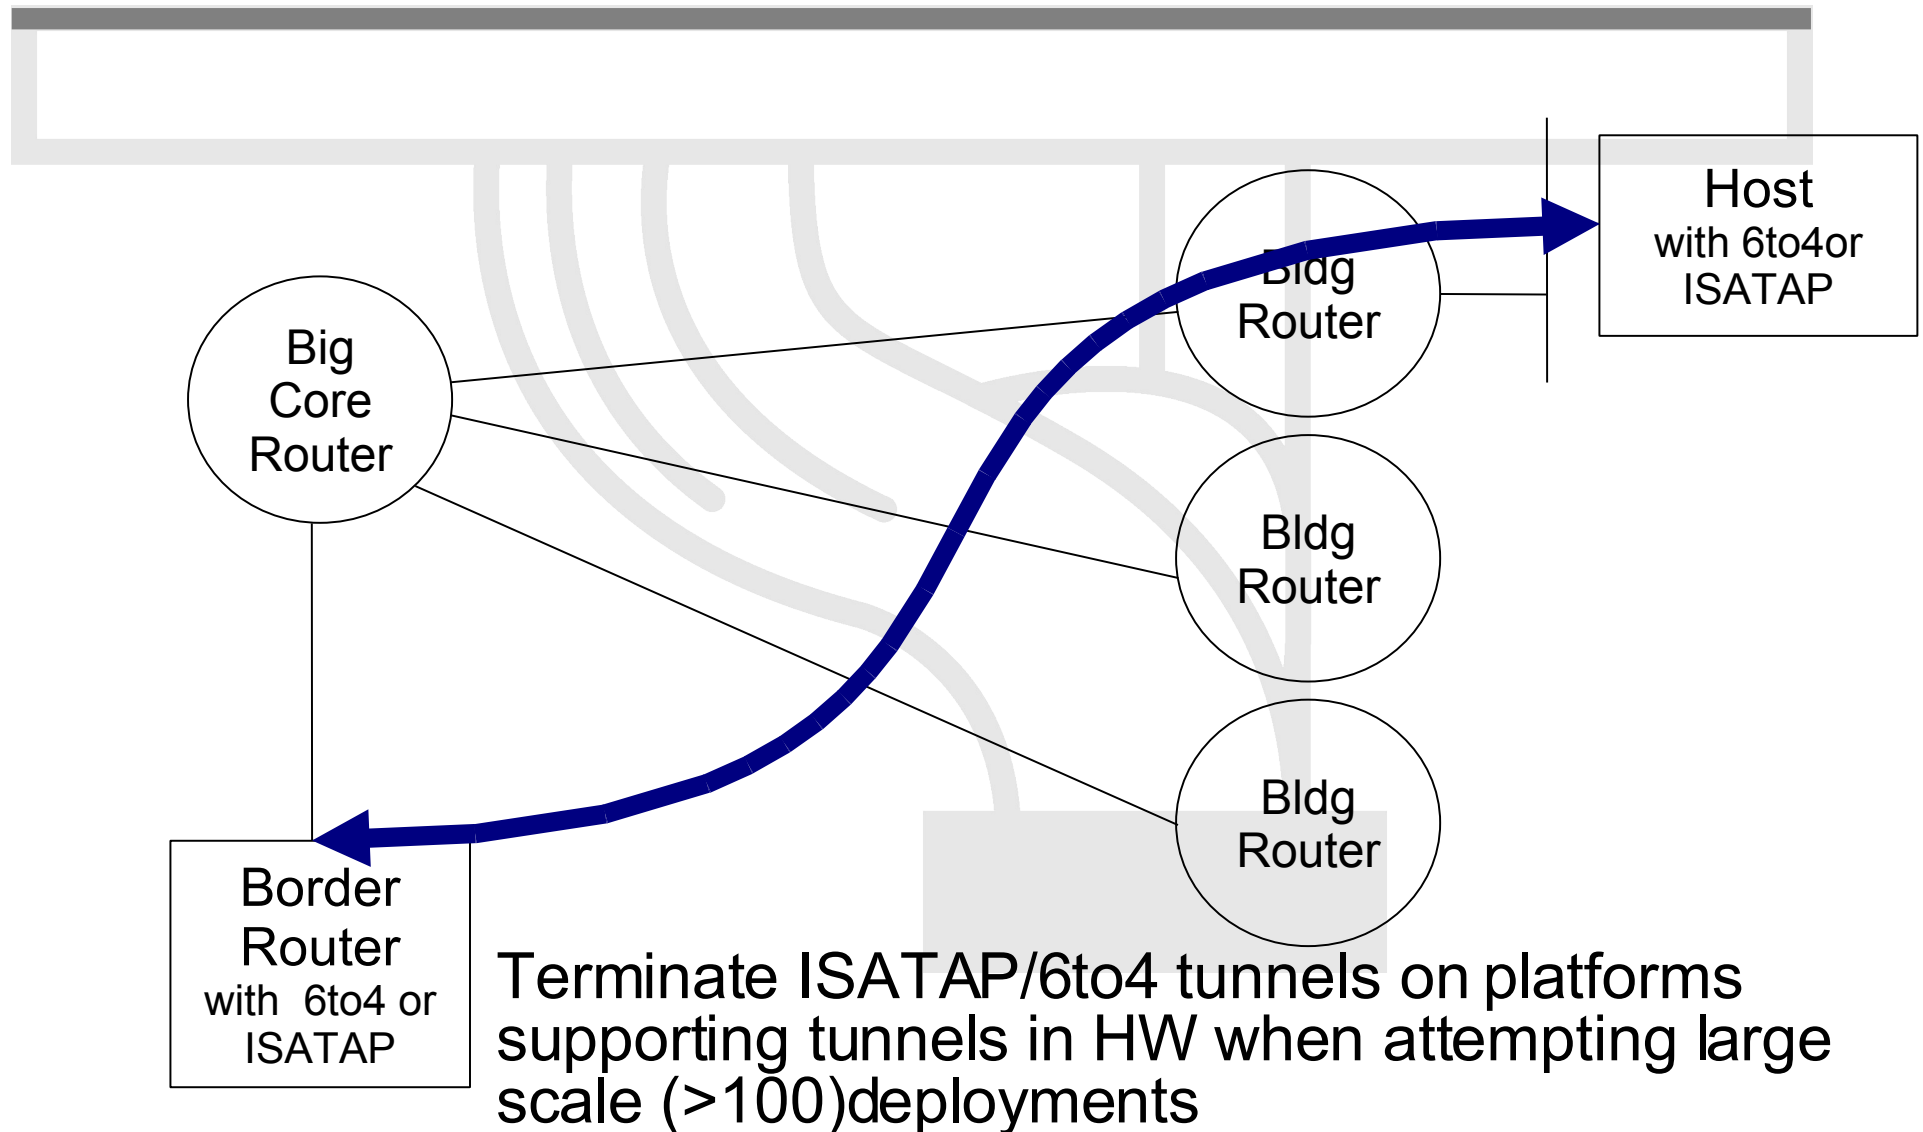 Host
with 6to4or
ISATAP
Bldg
Router
Big
Core
Router
Bldg
Router
Bldg
Router
Border
Router
with 6to4 or
ISATAP
Terminate ISATAP/6to4 tunnels on platforms
supporting tunnels in HW when attempting large
scale (>100)deployments